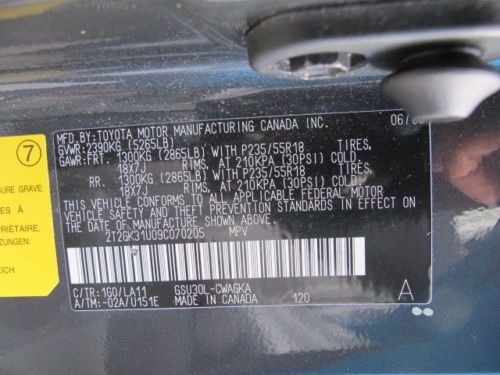 MFD.BY:TOYOTA MOTOR MANUFACTURING CANADA INC. 06/0
GVWR:2390KG (5265LB)
GAWR:FRT. 1300KG (2865LB) WITH P235/55R18 TIRES,
18X7J RIMS, AT 210KPA (30PSI) COLD
RR. 1300KG (2865LB) WITH P235/55R18 TIRES,
18X7J RIMS, AT 210KPA (30PSI) COLD
THIS VEHICLE CONFORMS TO ALL APPLICABLE FEDERAL MOTOR
VEHICLE SAFETY AND THEFT PREVENTION STANDARDS IN EFFECT
ON THE DATE OF MANUFACTURE SHOWN ABOVE.
2T2GK31U09C070205 MPV
C/TR:1G0/LA11 GSU30L-CWAGKA
A/TM:-02A/U151E MADE IN CANADA 120 A
7
SURE GRAVE:
ES À
ZUNGEN:
EICH